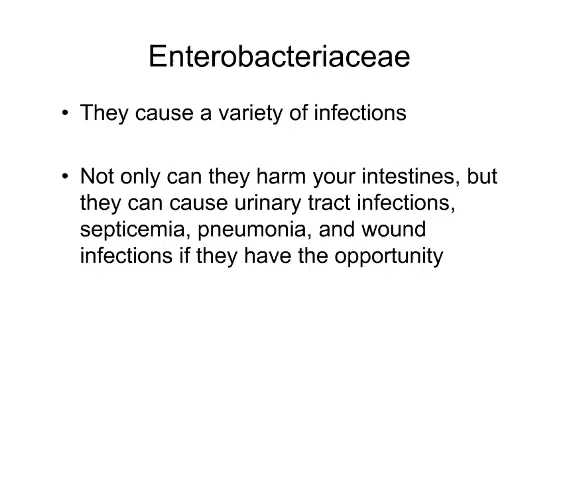 Enterobacteriaceae
• They cause a variety of infections
• Not only can they harm your intestines, but
they can cause urinary tract infections,
septicemia, pneumonia, and wound
infections if they have the opportunity